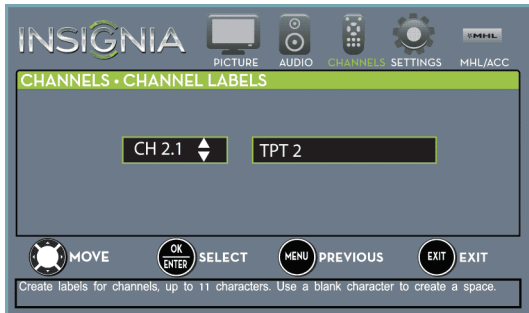 INSIGNIA
PICTURE AUDIO CHANNELS SETTINGS MHL/ACC
MHL
CHANNELS • CHANNEL LABELS
CH 2.1 TPT 2
MOVE OK ENTER SELECT MENU PREVIOUS EXIT EXIT
Create labels for channels, up to 11 characters. Use a blank character to create a space.